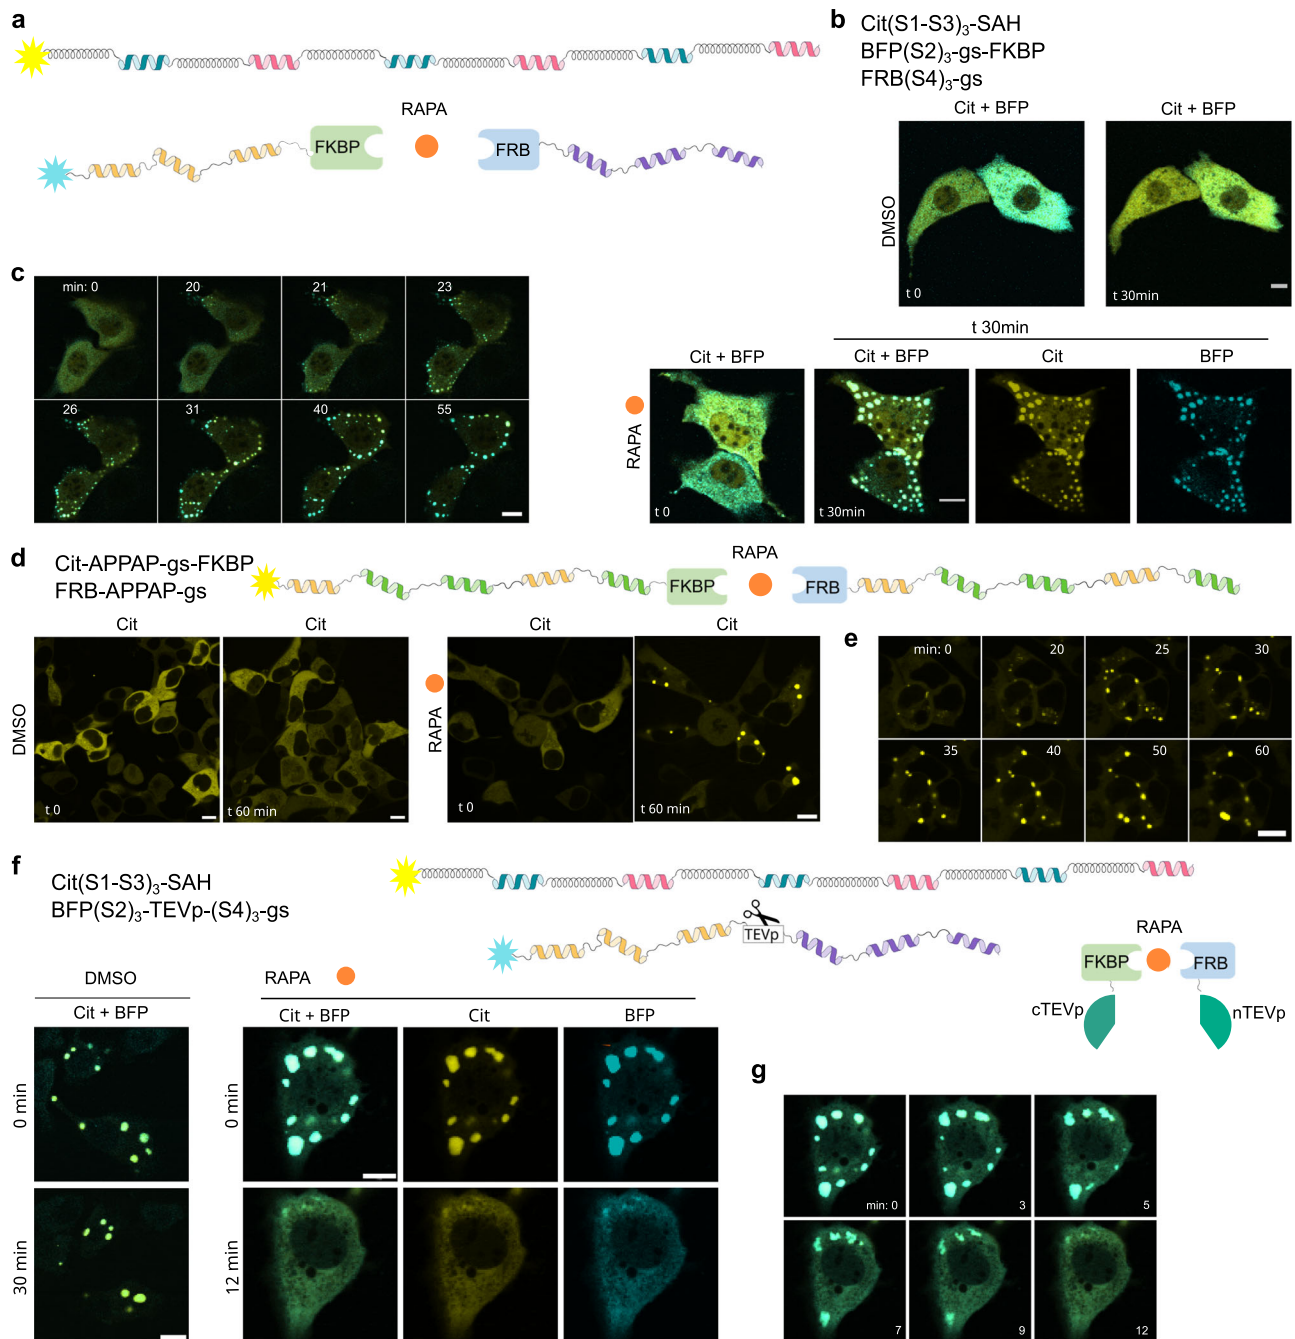 a
RAPA
FKBP
FRB
b
Cit(S1-S3)₃-SAH
BFP(S2)₃-gs-FKBP
FRB(S4)₃-gs
Cit + BFP
Cit + BFP
DMSO
t 0
t 30min
t 30min
Cit + BFP
Cit + BFP
Cit
BFP
RAPA
t 0
t 30min
c
min: 0
20
21
23
26
31
40
55
d
Cit-APPAP-gs-FKBP
FRB-APPAP-gs
RAPA
FKBP
FRB
Cit
Cit
Cit
Cit
DMSO
t 0
t 60 min
RAPA
t 0
t 60 min
e
min: 0
20
25
30
35
40
50
60
f
Cit(S1-S3)₃-SAH
BFP(S2)₃-TEVp-(S4)₃-gs
TEVp
RAPA
FKBP
FRB
cTEVp
nTEVp
DMSO
Cit + BFP
RAPA
Cit + BFP
Cit
BFP
0 min
30 min
0 min
12 min
g
min: 0
3
5
7
9
12